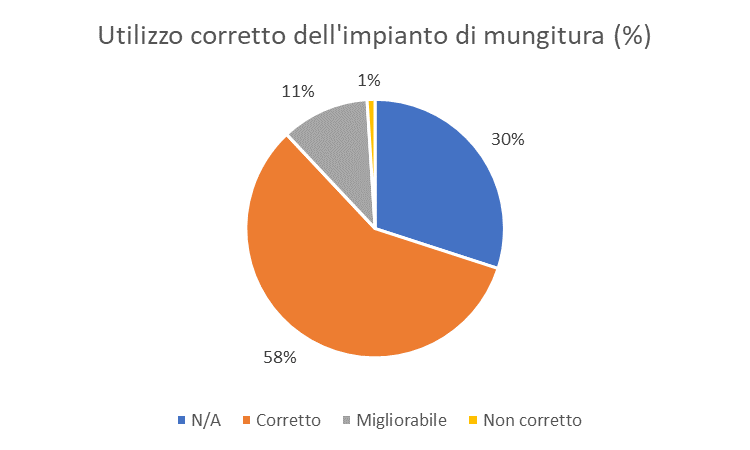 Utilizzo corretto dell'impianto di mungitura (%)
1%
11%
30%
58%
N/A Corretto Migliorabile Non corretto